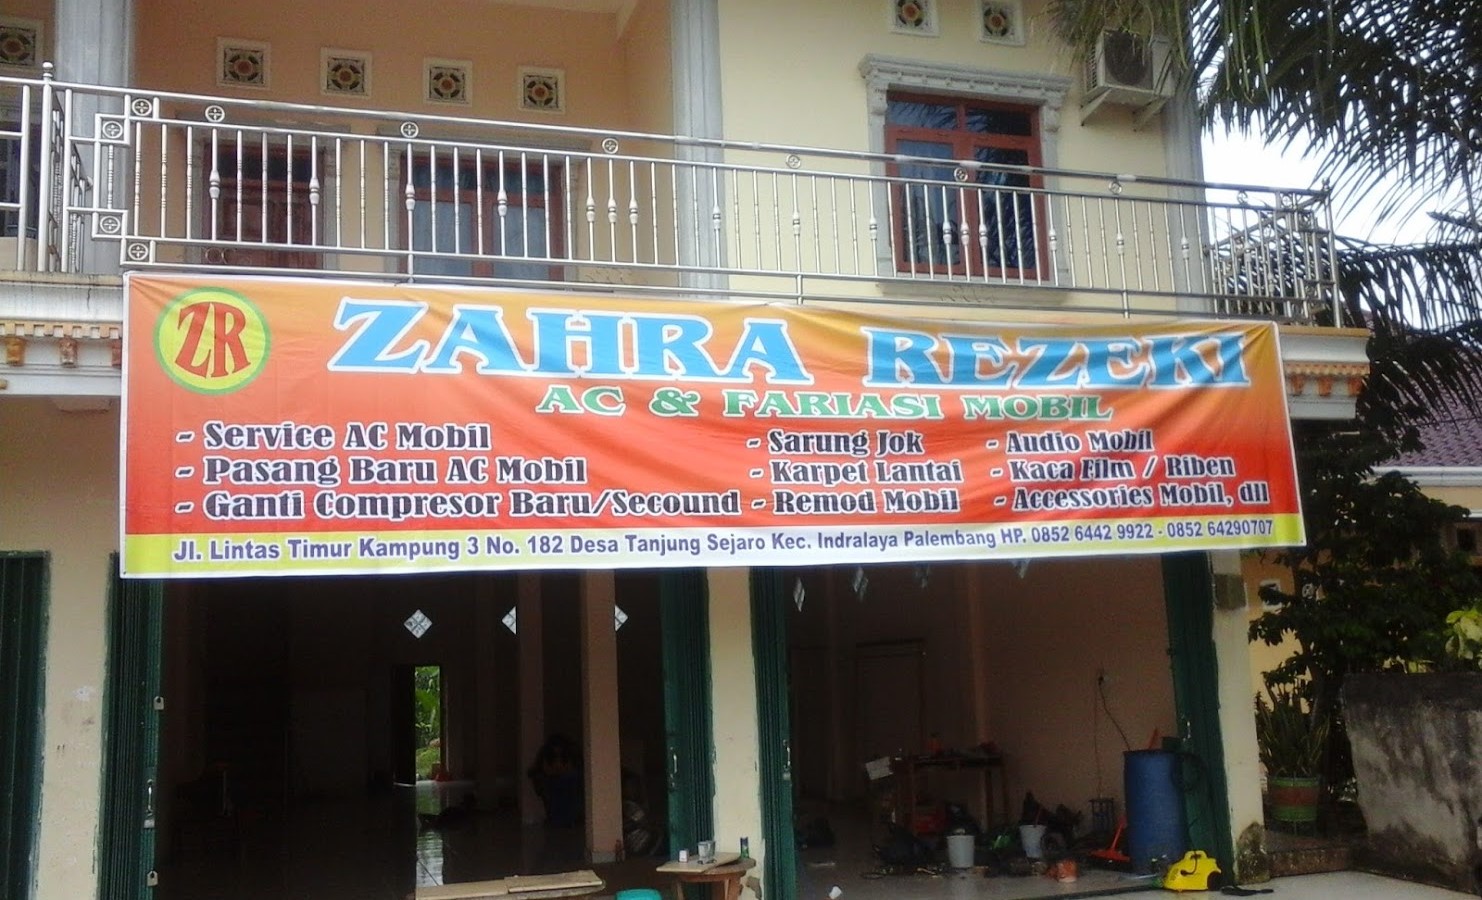 ZR
ZAHRA REZEKI
AC & FARIASI MOBIL
- Service AC Mobil
- Pasang Baru AC Mobil
- Ganti Compresor Baru/Secound
- Sarung Jok
- Karpet Lantai
- Remod Mobil
- Audio Mobil
- Kaca Film / Riben
- Accessories Mobil, dll
Jl. Lintas Timur Kampung 3 No. 182 Desa Tanjung Sejaro Kec. Indralaya Palembang HP. 0852 6442 9922 - 0852 64290707